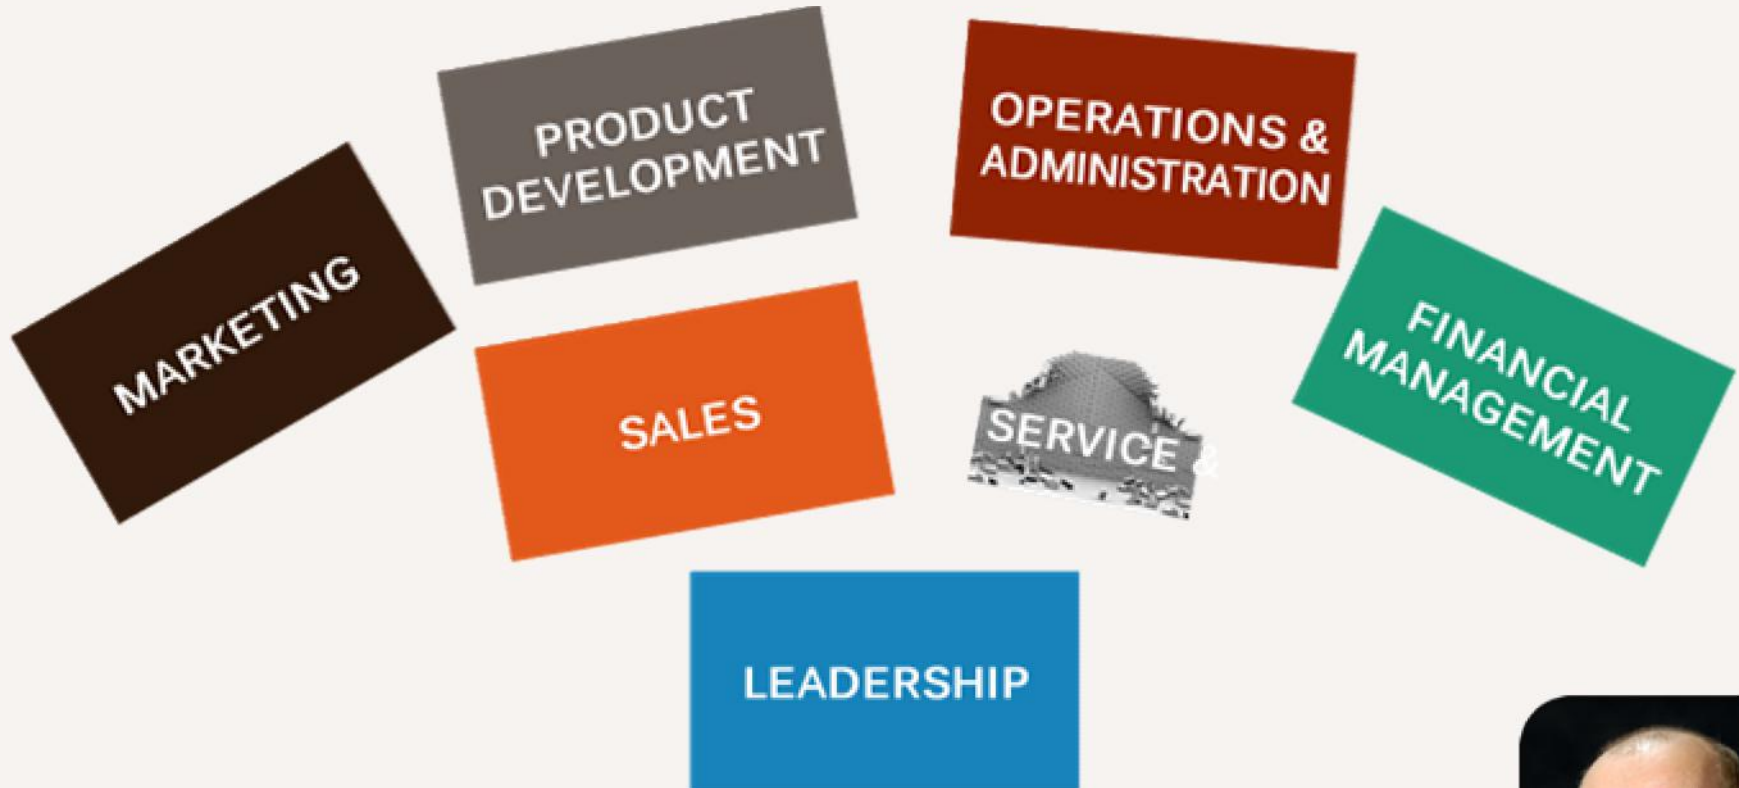 PRODUCT
DEVELOPMENT
OPERATIONS &
ADMINISTRATION
MARKETING
FINANCIAL
MANAGEMENT
SALES
SERVICE &
LEADERSHIP